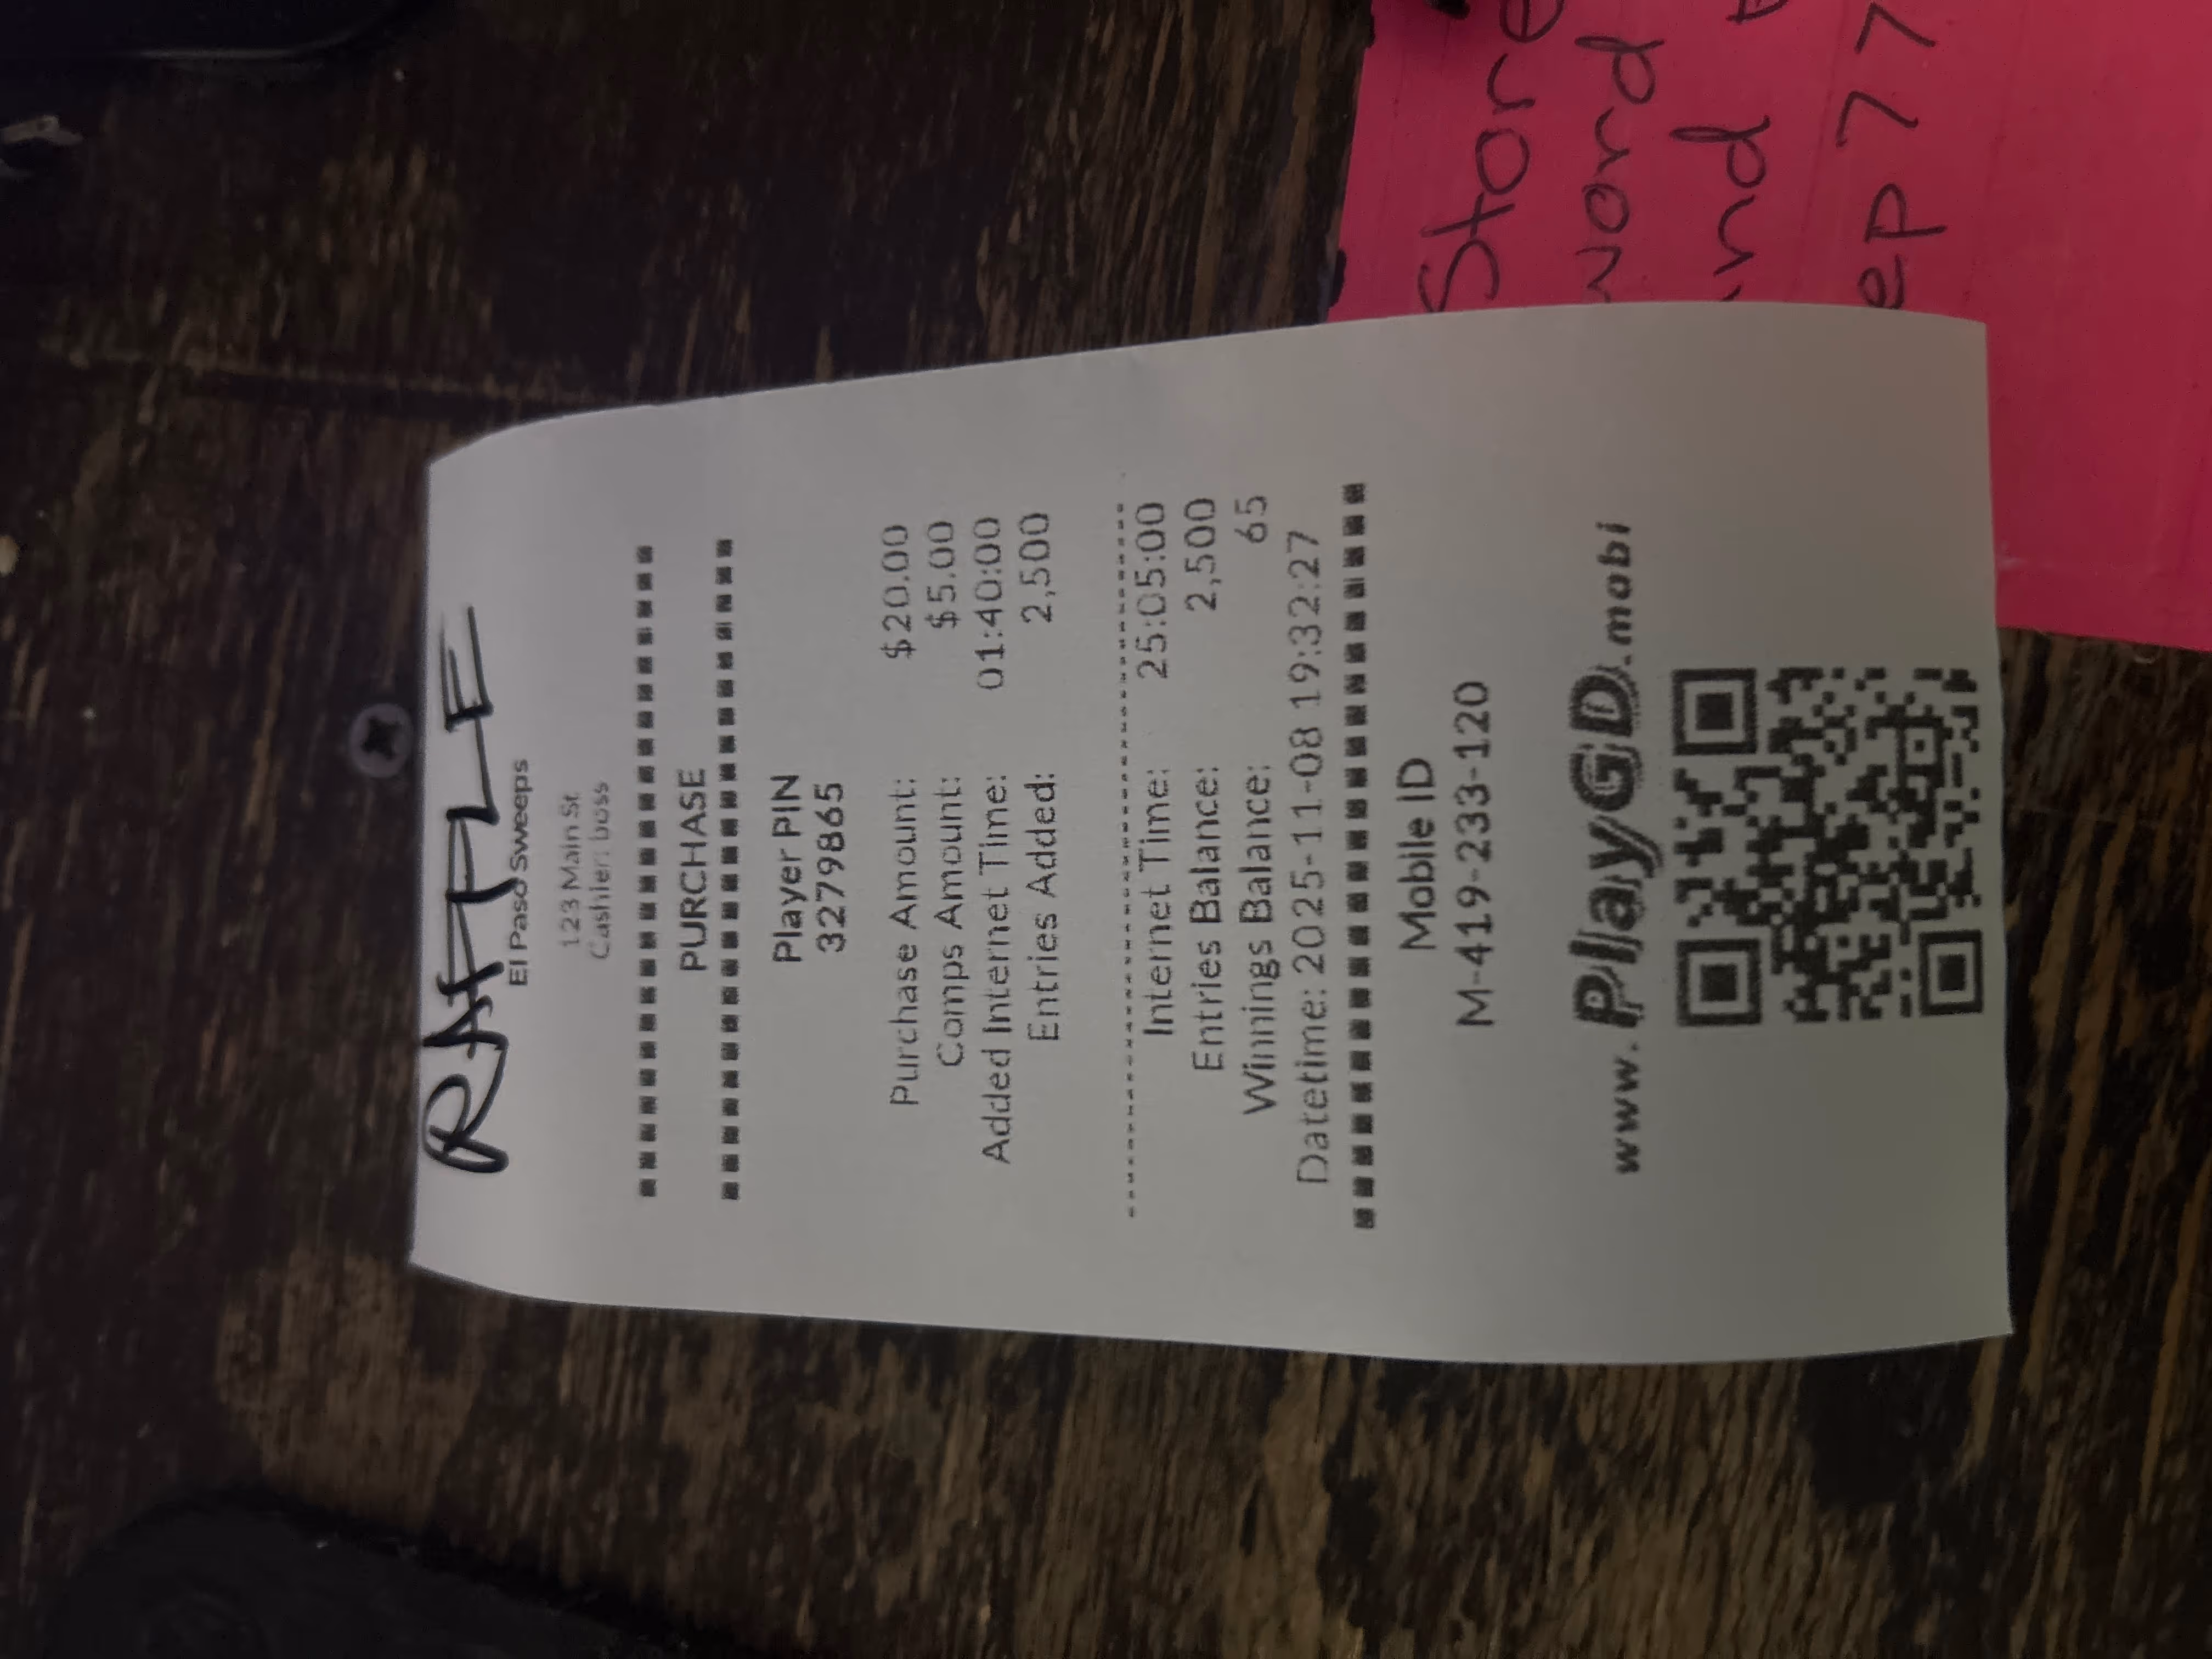 RAFFLE
El Paso Sweeps
123 Main St.
Cashier: boss
PURCHASE
Player PIN
3279865
Purchase Amount: $20.00
Comps Amount: $5.00
Added Internet Time: 01:40:00
Entries Added: 2,500
Internet Time: 25:05:00
Entries Balance: 2,500
Winnings Balance: 65
Datetime: 2025-11-08 19:32:27
Mobile ID
M-419-233-120
www.PlayGD.mobi
Store
word
ep 77